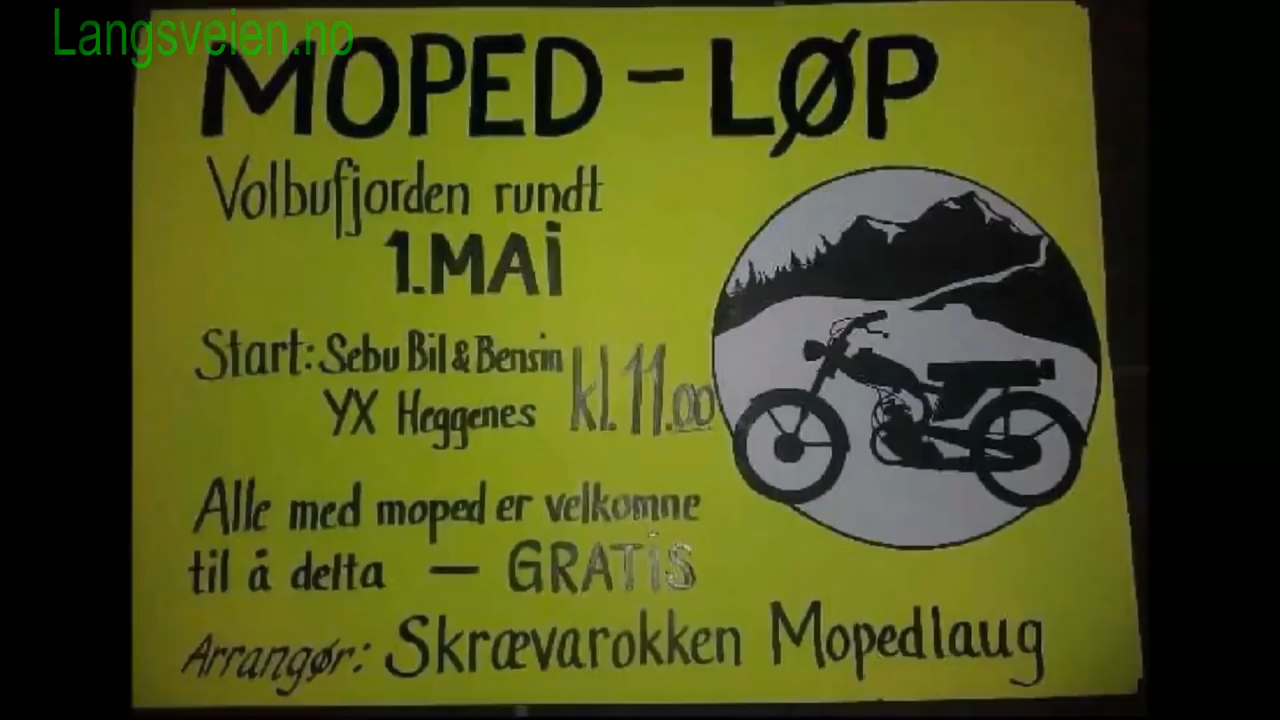 Langsveien.no
MOPED - LØP
Volbufjorden rundt
1.MAi
Start: Sebu Bil & Bensin
YX Heggenes kl.11.00
Alle med moped er velkomne
til å delta — GRATiS
Arrangør: Skrævarokken Mopedlaug